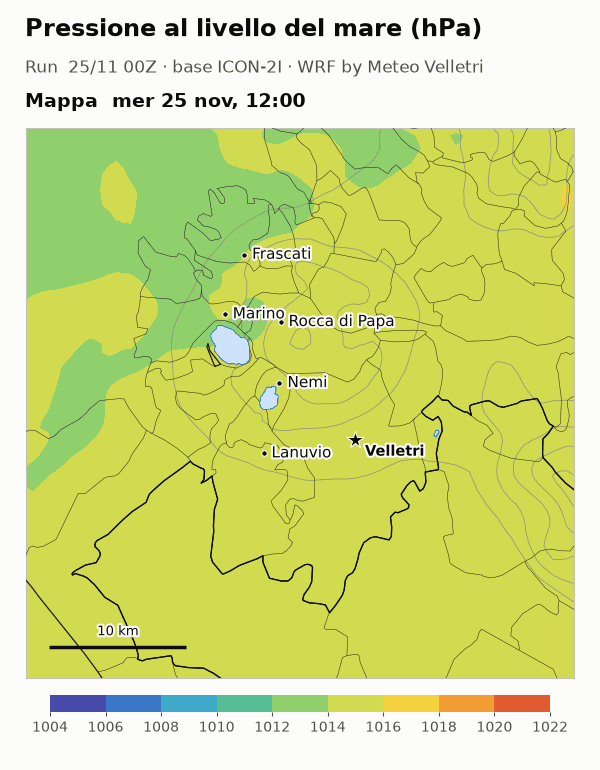 Pressione al livello del mare (hPa)
Run  25/11 00Z · base ICON-2I · WRF by Meteo Velletri
Mappa  mer 25 nov, 12:00
Frascati
Marino
Rocca di Papa
Nemi
Velletri
Lanuvio
10 km
1004 1006 1008 1010 1012 1014 1016 1018 1020 1022